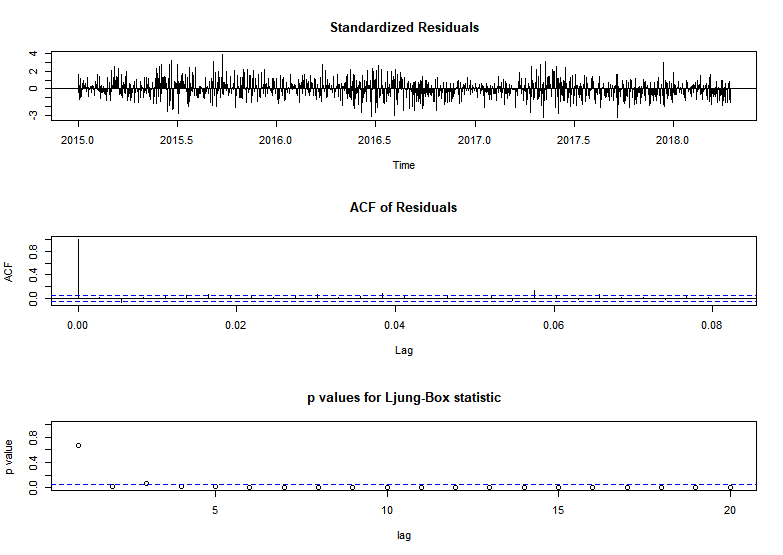 Standardized Residuals
4
2
0
-3
2015.0 2015.5 2016.0 2016.5 2017.0 2017.5 2018.0
Time
ACF of Residuals
ACF
0.8
0.4
0.0
0.00 0.02 0.04 0.06 0.08
Lag
p values for Ljung-Box statistic
p value
0.8
0.4
0.0
5 10 15 20
lag